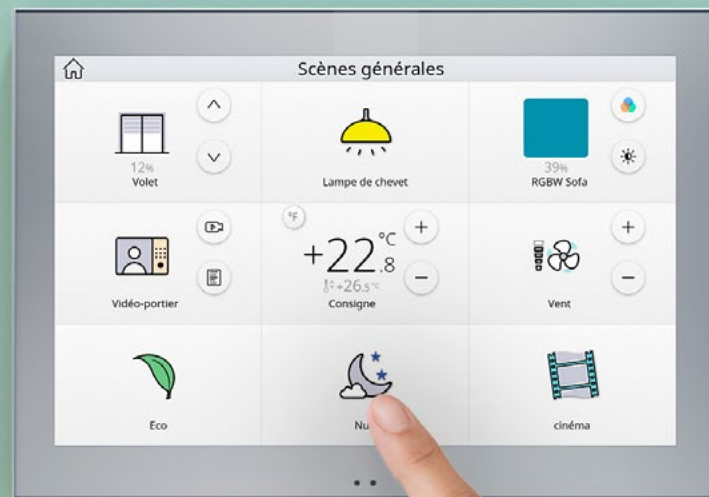 Scènes générales
12%
Volet
Lampe de chevet
39%
RGBW Sofa
Vidéo-portier
°F
+22.8 °C
+26.5 °C
Consigne
Vent
Eco
cinéma